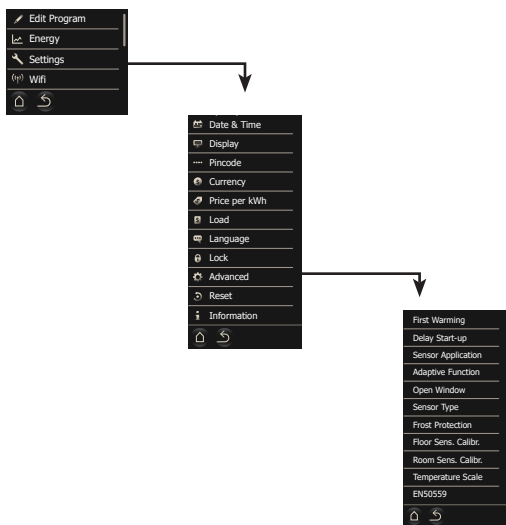 Edit Program
Energy
Settings
Wifi
Date & Time
Display
Pincode
Currency
Price per kWh
Load
Language
Lock
Advanced
Reset
Information
First Warming
Delay Start-up
Sensor Application
Adaptive Function
Open Window
Sensor Type
Frost Protection
Floor Sens. Calibr.
Room Sens. Calibr.
Temperature Scale
EN50559